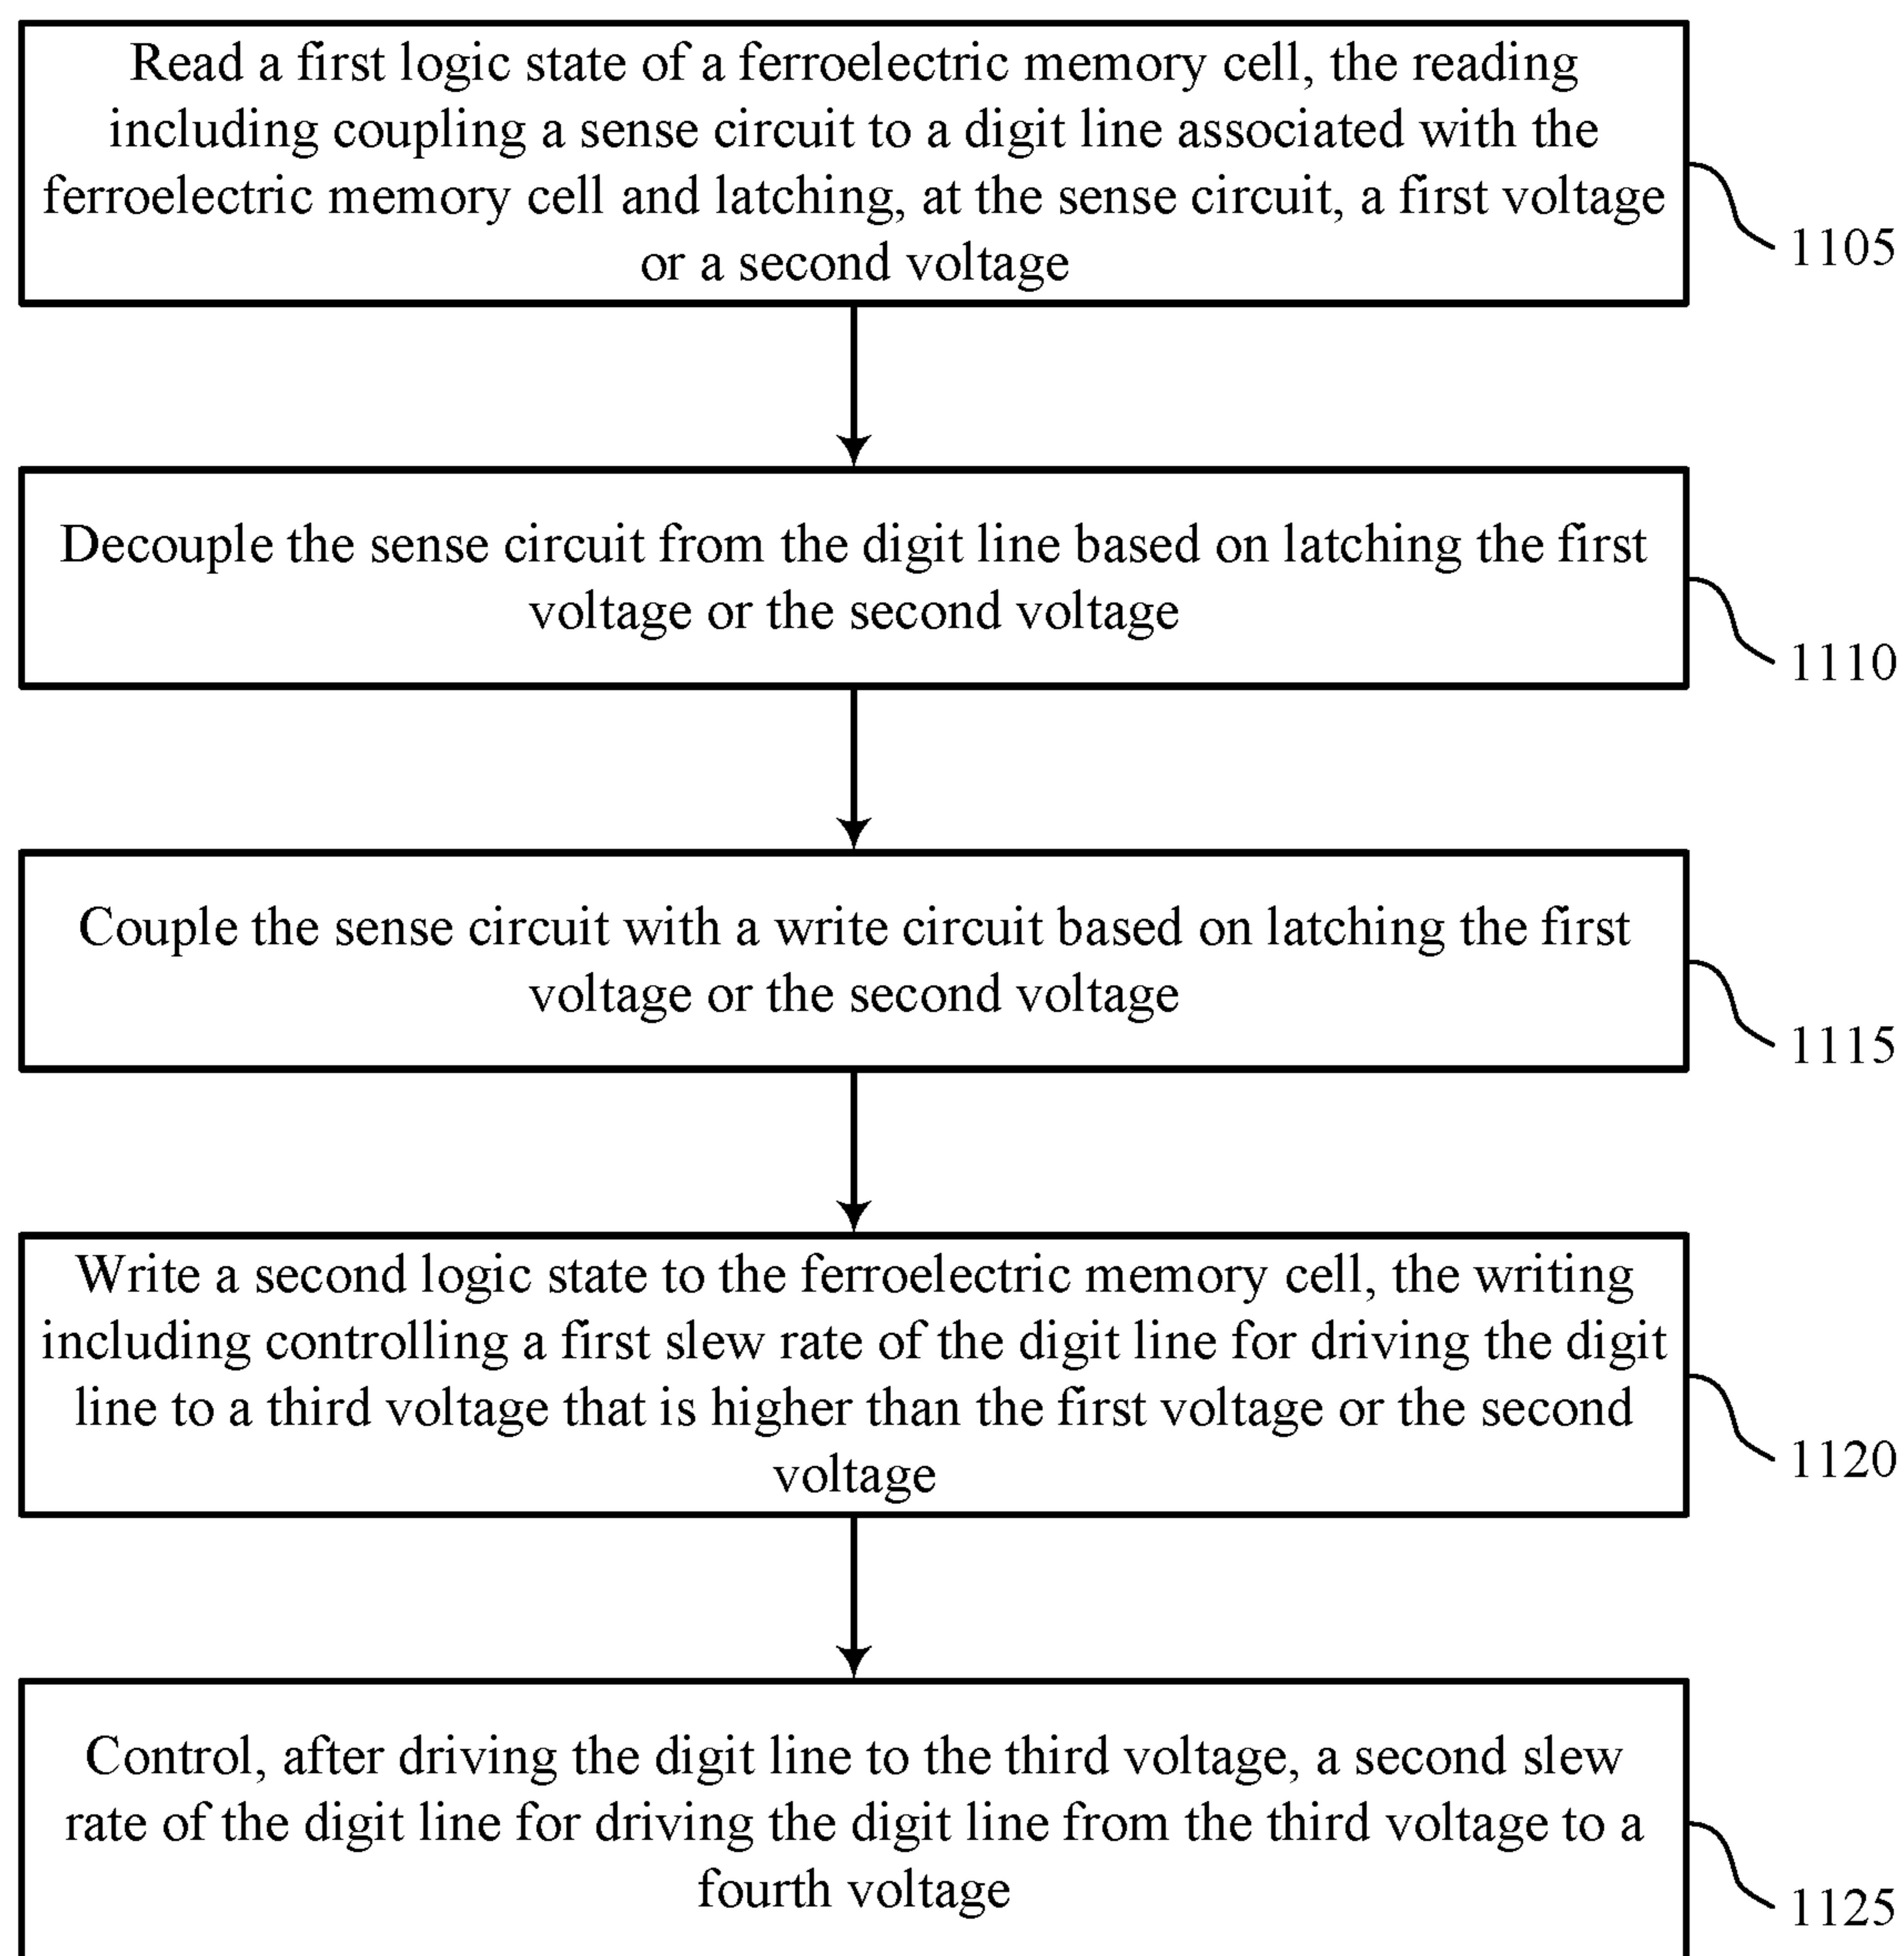 Read a first logic state of a ferroelectric memory cell, the reading
including coupling a sense circuit to a digit line associated with the
ferroelectric memory cell and latching, at the sense circuit, a first voltage
or a second voltage
1105
Decouple the sense circuit from the digit line based on latching the first
voltage or the second voltage
1110
Couple the sense circuit with a write circuit based on latching the first
voltage or the second voltage
1115
Write a second logic state to the ferroelectric memory cell, the writing
including controlling a first slew rate of the digit line for driving the digit
line to a third voltage that is higher than the first voltage or the second
voltage
1120
Control, after driving the digit line to the third voltage, a second slew
rate of the digit line for driving the digit line from the third voltage to a
fourth voltage
1125